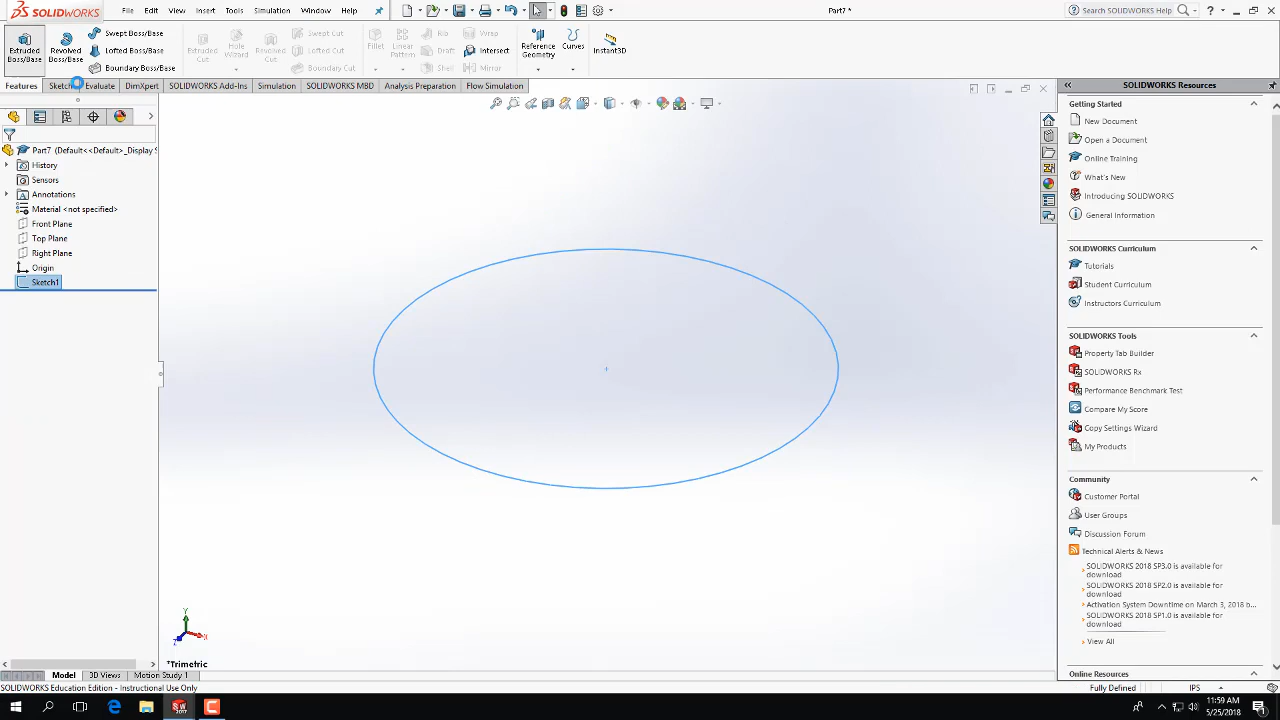 SOLIDWORKS
File Edit View Insert Tools Simulation Window Help
Part7 *
Search SOLIDWORKS Help
Extruded Boss/Base
Revolved Boss/Base
Swept Boss/Base
Lofted Boss/Base
Boundary Boss/Base
Extruded Cut
Hole Wizard
Revolved Cut
Swept Cut
Lofted Cut
Boundary Cut
Fillet
Linear Pattern
Rib
Draft
Shell
Wrap
Intersect
Mirror
Reference Geometry
Curves
Instant3D
Features
Evaluate
DimXpert
SOLIDWORKS Add-Ins
Simulation
SOLIDWORKS MBD
Analysis Preparation
Flow Simulation
Part7 (Default<<Default>_Display S
History
Sensors
Annotations
Material <not specified>
Front Plane
Top Plane
Right Plane
Origin
Sketch1
Y
X
Z
*Trimetric
SOLIDWORKS Resources
Getting Started
New Document
Open a Document
Online Training
What's New
Introducing SOLIDWORKS
General Information
SOLIDWORKS Curriculum
Tutorials
Student Curriculum
Instructors Curriculum
SOLIDWORKS Tools
Property Tab Builder
SOLIDWORKS Rx
Performance Benchmark Test
Compare My Score
Copy Settings Wizard
My Products
Community
Customer Portal
User Groups
Discussion Forum
Technical Alerts & News
SOLIDWORKS 2018 SP3.0 is available for
download
SOLIDWORKS 2018 SP2.0 is available for
download
Activation System Downtime on March 3, 2018 b...
SOLIDWORKS 2018 SP1.0 is available for
download
View All
Online Resources
Model
3D Views
Motion Study 1
SOLIDWORKS Education Edition - Instructional Use Only
Fully Defined
IPS
SW
2017
11:59 AM
5/25/2018